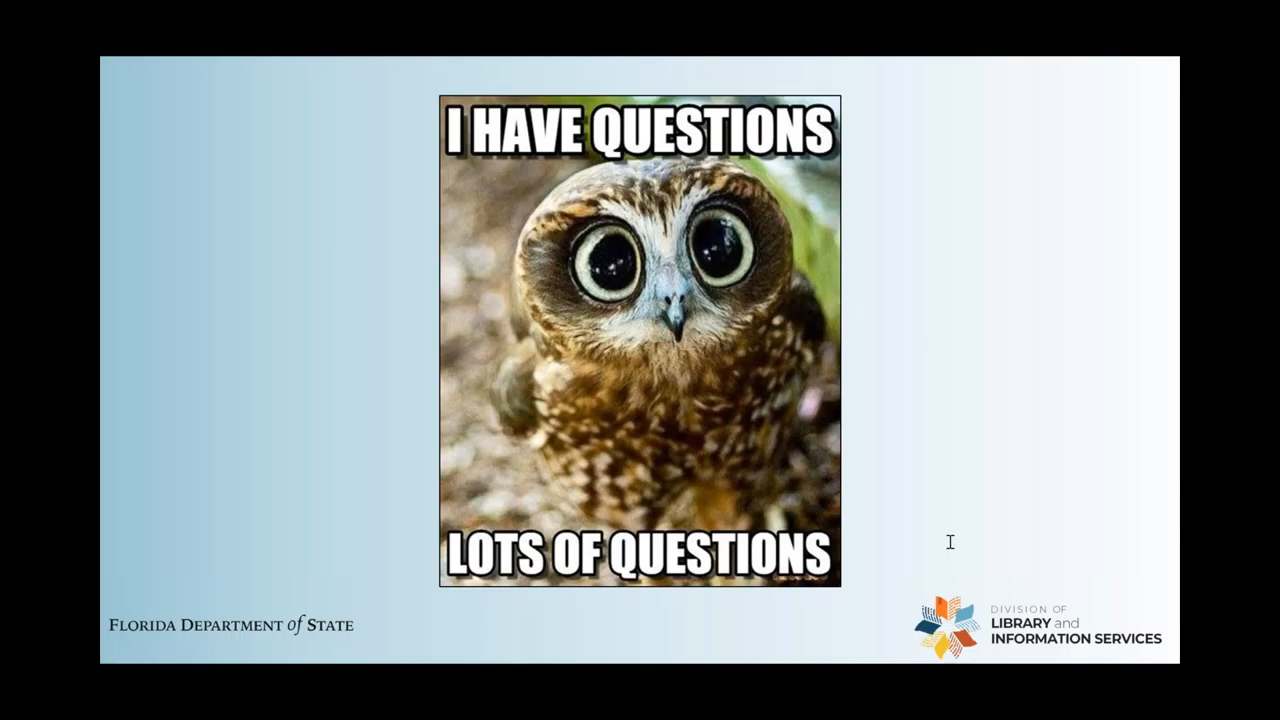 I HAVE QUESTIONS
LOTS OF QUESTIONS
FLORIDA DEPARTMENT of STATE
DIVISION OF
LIBRARY and
INFORMATION SERVICES